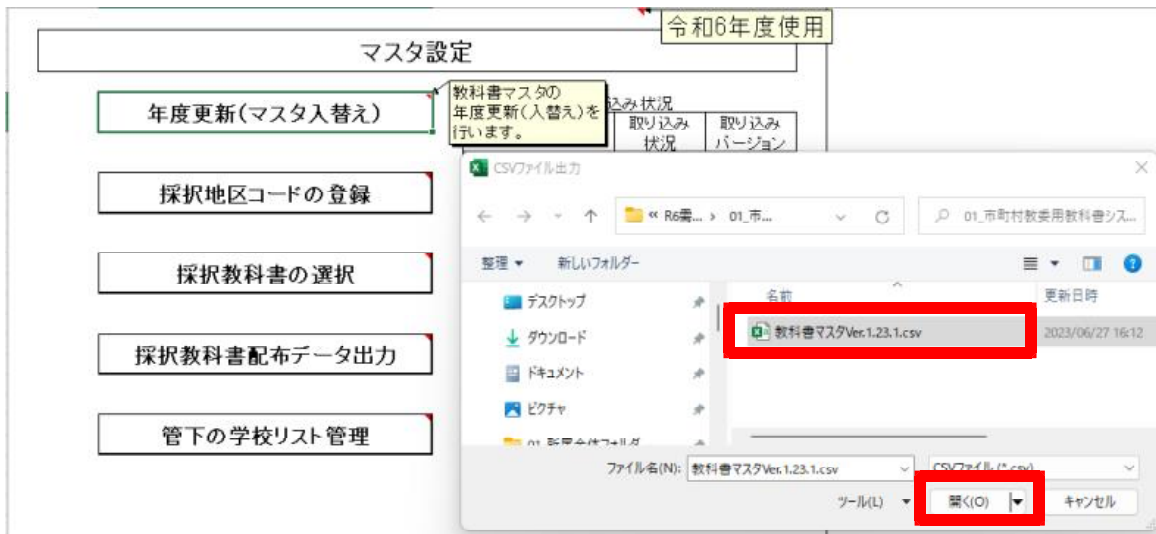 令和6年度使用
マスタ設定
年度更新(マスタ入替え)
教科書マスタの
年度更新(入替え)を
行います。
込み状況
取り込み
状況
取り込み
バージョン
採択地区コードの登録
採択教科書の選択
採択教科書配布データ出力
管下の学校リスト管理
CSVファイル出力
« R6需... › 01_市...
01_市町村教委用教科書シス...
整理 新しいフォルダー
名前 更新日時
デスクトップ
ダウンロード
ドキュメント
ピクチャ
教科書マスタVer.1.23.1.csv 2023/06/27 16:12
ファイル名(N): 教科書マスタVer.1.23.1.csv CSVファイル (*.csv)
ツール(L) 開く(O) キャンセル